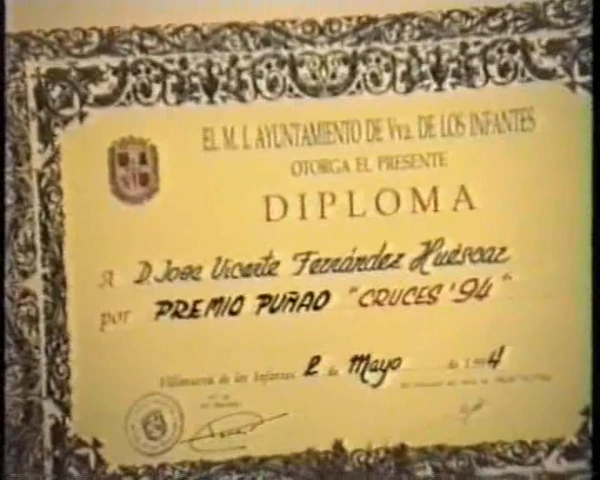 EL M. I. AYUNTAMIENTO DE Vva. DE LOS INFANTES
OTORGA EL PRESENTE
DIPLOMA
A D. Jose Vicente Fernández Huéscar
por PREMIO PUÑAO "CRUCES '94"
Villanueva de los Infantes 2 de Mayo de 1994